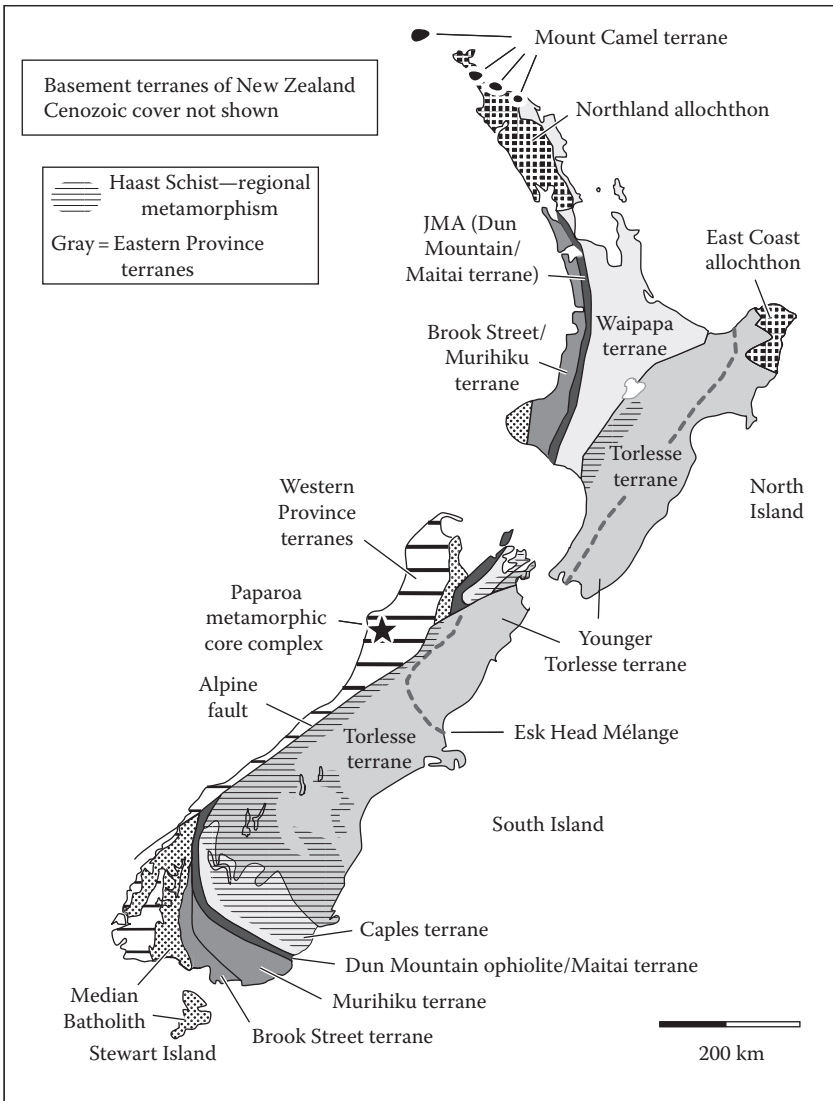 Mount Camel terrane
Basement terranes of New Zealand
Cenozoic cover not shown
Northland allochthon
Haast Schist—regional
metamorphism
Gray = Eastern Province
terranes
JMA (Dun
Mountain/
Maitai terrane)
East Coast
allochthon
Waipapa
terrane
Brook Street/
Murihiku
terrane
Torlesse
terrane
North
Island
Western
Province
terranes
Paparoa
metamorphic
core complex
Younger
Torlesse terrane
Alpine
fault
Esk Head Mélange
Torlesse
terrane
South Island
Caples terrane
Dun Mountain ophiolite/Maitai terrane
Murihiku terrane
Median
Batholith
Brook Street terrane
Stewart Island
200 km